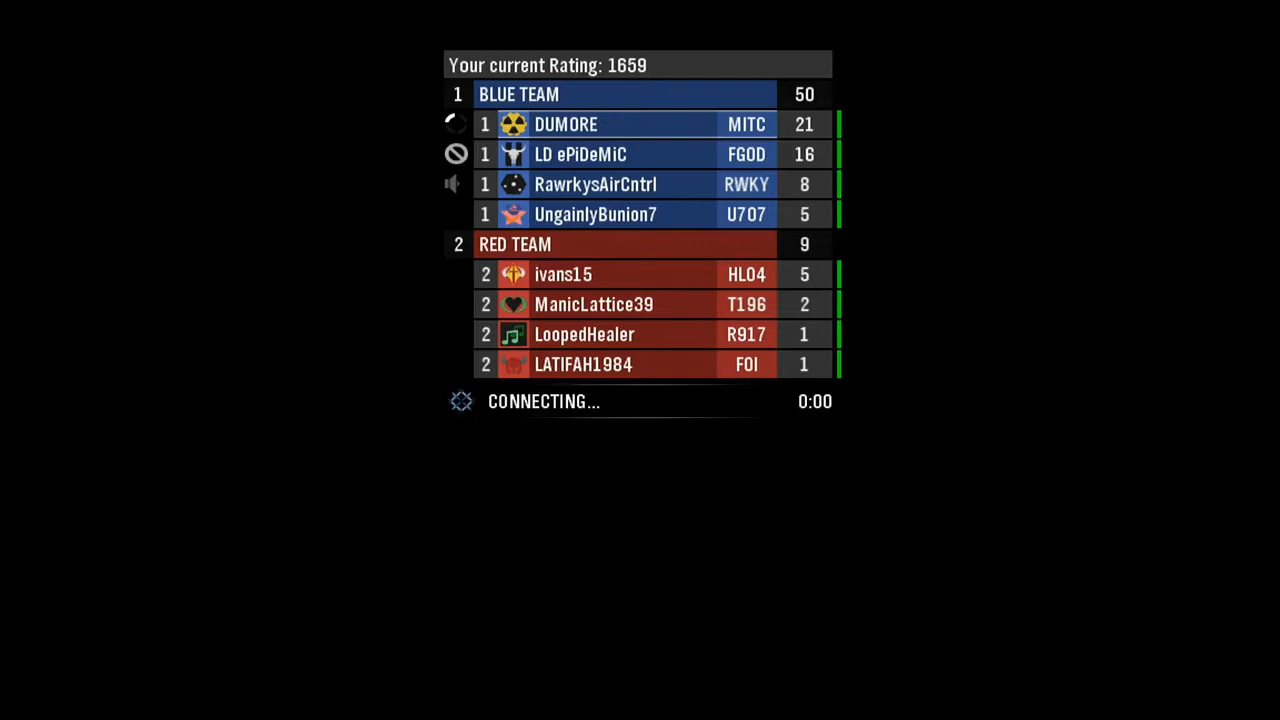 Your current Rating: 1659
1 BLUE TEAM 50
1 DUMORE MITC 21
1 LD ePiDeMiC FGOD 16
1 RawrkysAirCntrl RWKY 8
1 UngainlyBunion7 U707 5
2 RED TEAM 9
2 ivans15 HL04 5
2 ManicLattice39 T196 2
2 LoopedHealer R917 1
2 LATIFAH1984 FOI 1
CONNECTING... 0:00